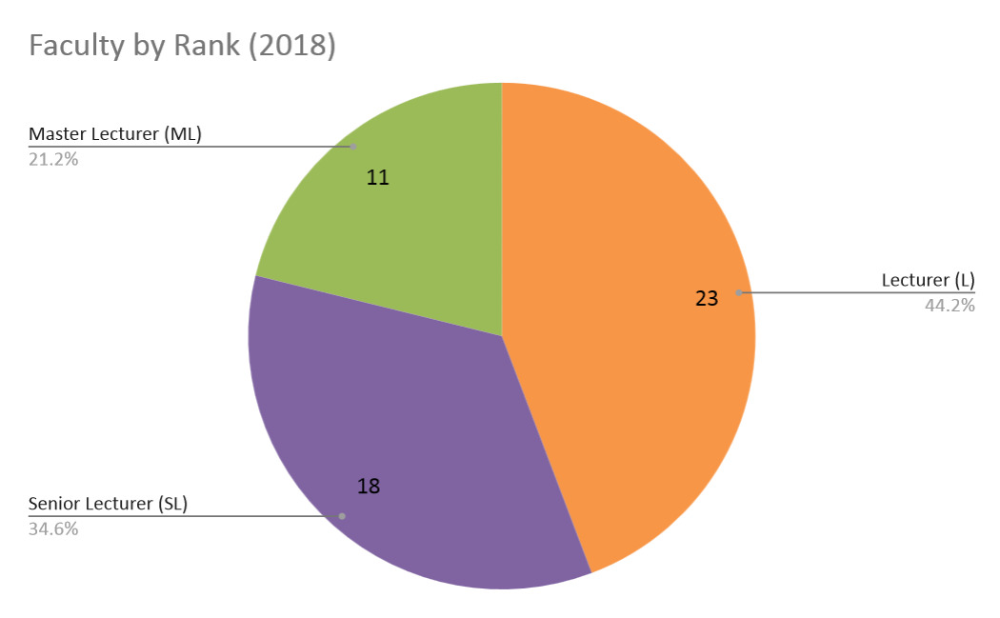 Faculty by Rank (2018)
Master Lecturer (ML)
21.2%
11
23
Lecturer (L)
44.2%
18
Senior Lecturer (SL)
34.6%